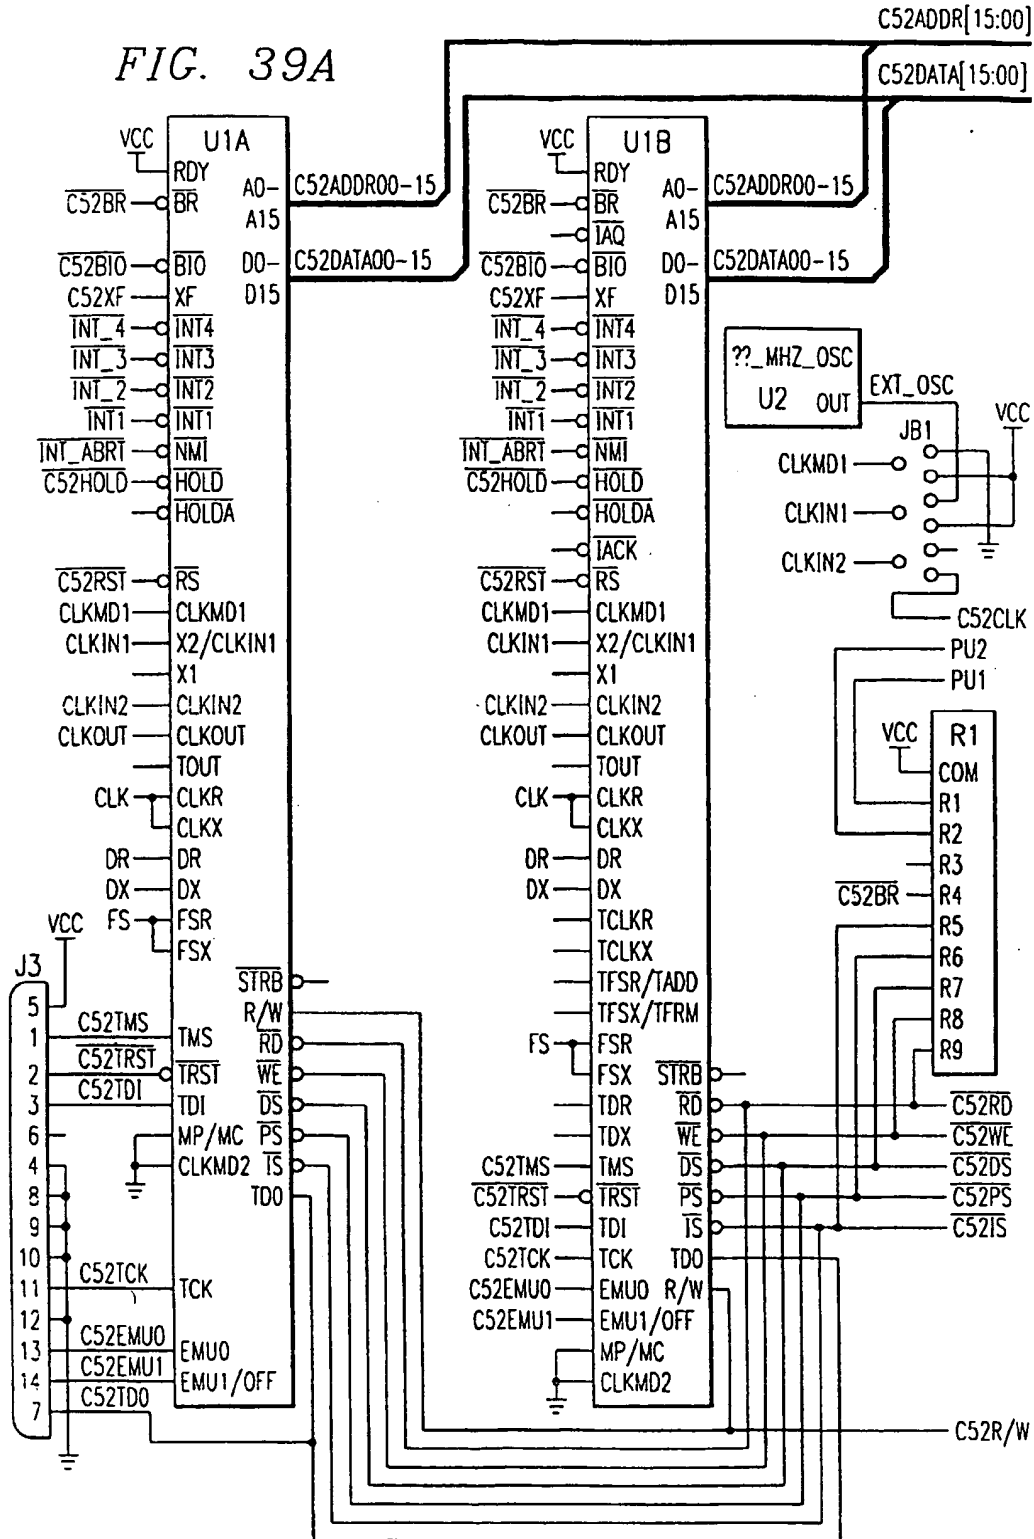 FIG. 39A
C52ADDR[15:00]
C52DATA[15:00]
VCC
U1A
RDY
C52BR
BR
A0-
A15
C52ADDR00-15
C52BIO
BIO
D0-
D15
C52DATA00-15
C52XF
XF
INT_4
INT4
INT_3
INT3
INT_2
INT2
INT1
INT1
INT_ABRT
NMI
C52HOLD
HOLD
HOLDA
C52RST
RS
CLKMD1
CLKMD1
CLKIN1
X2/CLKIN1
X1
CLKIN2
CLKIN2
CLKOUT
CLKOUT
TOUT
CLK
CLKR
CLKX
DR
DR
DX
DX
FS
FSR
FSX
STRB
R/W
TMS
RD
TRST
WE
TDI
DS
MP/MC
PS
CLKMD2
IS
TDO
TCK
EMU0
EMU1/OFF
VCC
J3
5
1
C52TMS
2
C52TRST
3
C52TDI
6
4
8
9
10
11
C52TCK
12
13
C52EMU0
14
C52EMU1
7
C52TDO
VCC
U1B
RDY
C52BR
BR
A0-
A15
C52ADDR00-15
IAQ
C52BIO
BIO
D0-
D15
C52DATA00-15
C52XF
XF
INT_4
INT4
INT_3
INT3
INT_2
INT2
INT1
INT1
INT_ABRT
NMI
C52HOLD
HOLD
HOLDA
IACK
C52RST
RS
CLKMD1
CLKMD1
CLKIN1
X2/CLKIN1
X1
CLKIN2
CLKIN2
CLKOUT
CLKOUT
TOUT
CLK
CLKR
CLKX
DR
DR
DX
DX
TCLKR
TCLKX
TFSR/TADD
TFSX/TFRM
FS
FSR
FSX
STRB
TDR
RD
TDX
WE
C52TMS
TMS
DS
C52TRST
TRST
PS
C52TDI
TDI
IS
C52TCK
TCK
TDO
C52EMU0
EMU0
R/W
C52EMU1
EMU1/OFF
MP/MC
CLKMD2
??_MHZ_OSC
U2
OUT
EXT_OSC
VCC
JB1
CLKMD1
CLKIN1
CLKIN2
C52CLK
PU2
PU1
VCC
R1
COM
R1
R2
R3
C52BR
R4
R5
R6
R7
R8
R9
C52RD
C52WE
C52DS
C52PS
C52IS
C52R/W